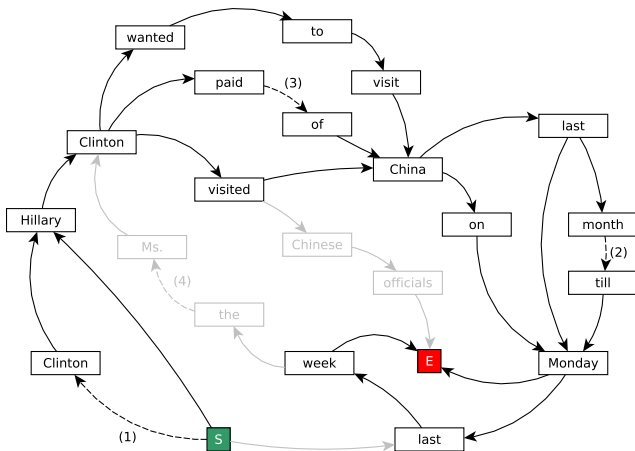 wanted
to
paid
(3)
visit
of
last
Clinton
China
visited
Hillary
on
month
Ms.
Chinese
(2)
(4)
officials
till
the
Clinton
week
E
Monday
(1)
S
last